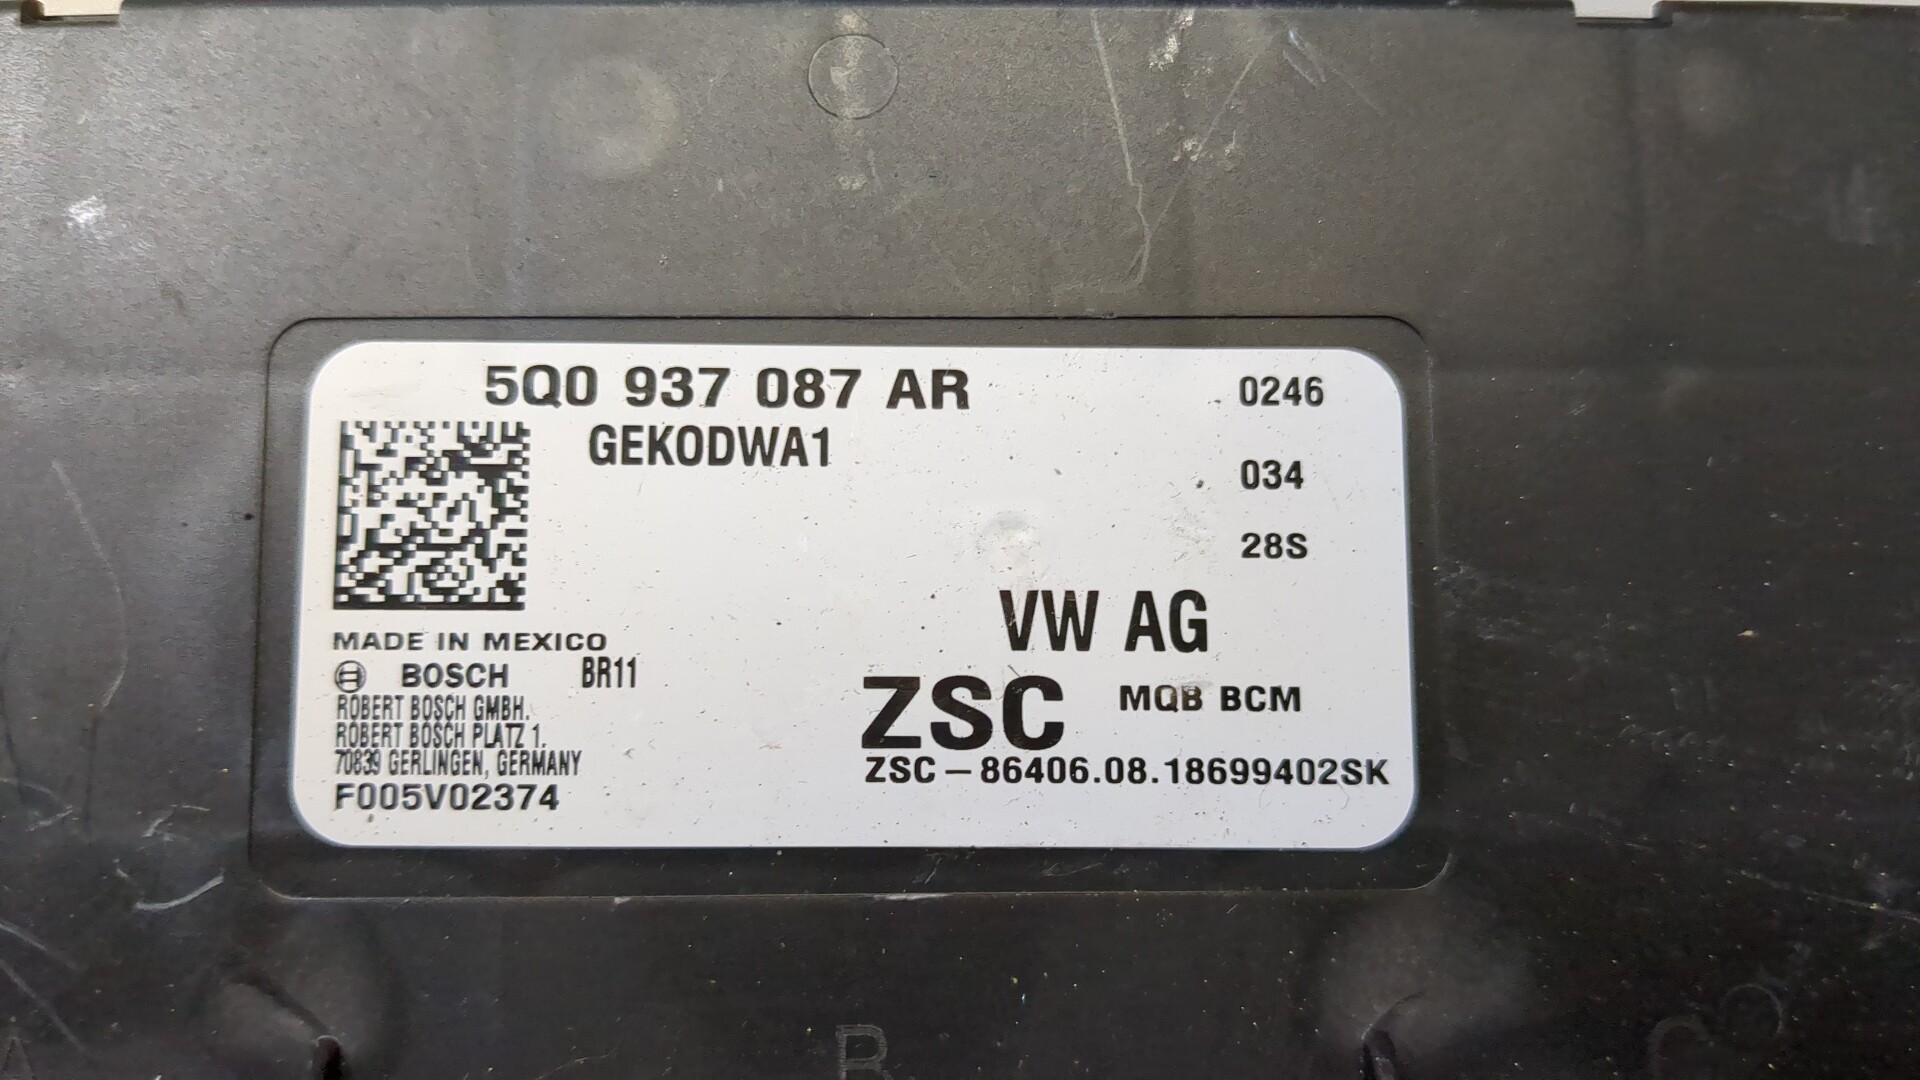 5Q0 937 087 AR 0246
GEKODWA1
034
28S
VW AG
MADE IN MEXICO
BOSCH BR11
ZSC MQB BCM
ROBERT BOSCH GMBH.
ROBERT BOSCH PLATZ 1.
70839 GERLINGEN, GERMANY
ZSC-86406.08.18699402SK
F005V02374
A B C